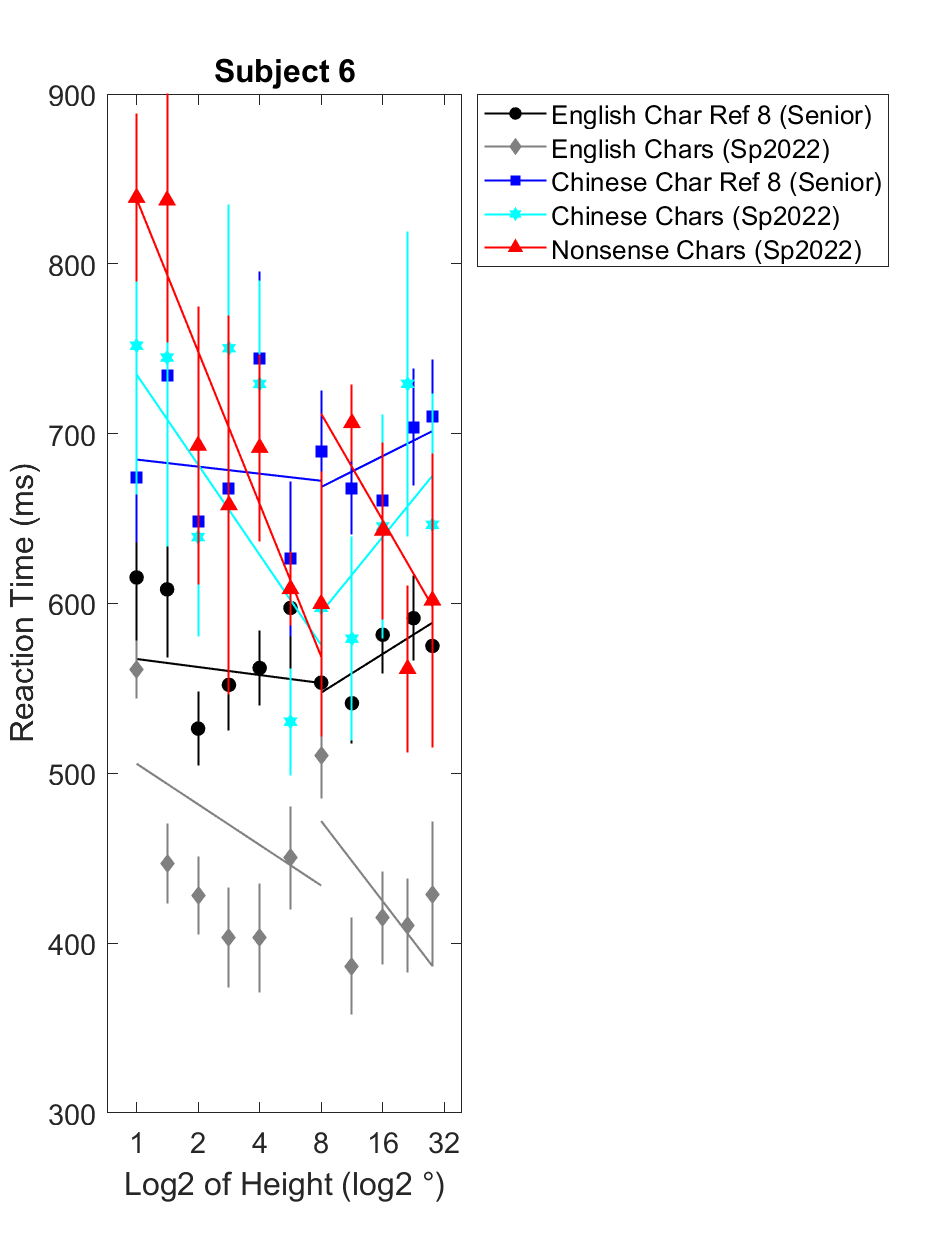 Subject 6
900
800
700
600
500
400
300
Reaction Time (ms)
1 2 4 8 16 32
Log2 of Height (log2 °)
English Char Ref 8 (Senior)
English Chars (Sp2022)
Chinese Char Ref 8 (Senior)
Chinese Chars (Sp2022)
Nonsense Chars (Sp2022)